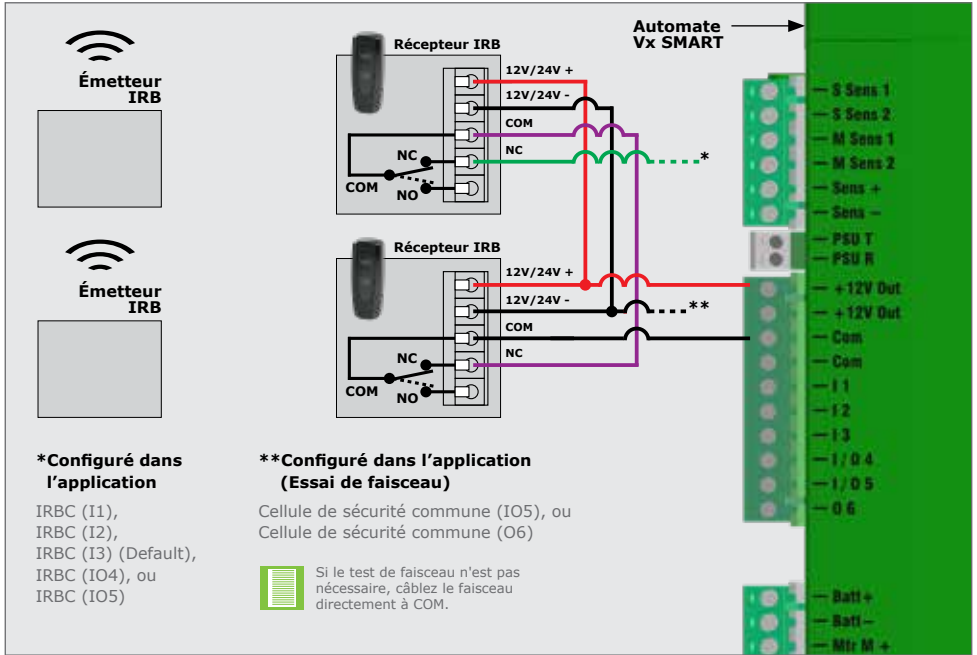 Automate
Vx SMART
Émetteur
IRB
Récepteur IRB
12V/24V +
12V/24V -
COM
NC
NC
COM
NO
*
Émetteur
IRB
Récepteur IRB
12V/24V +
12V/24V -
COM
NC
NC
COM
NO
**
S Sens 1
S Sens 2
M Sens 1
M Sens 2
Sens +
Sens -
PSU T
PSU R
+12V Out
+12V Out
Com
Com
I 1
I 2
I 3
I/O 4
I/O 5
O 6
Batt+
Batt-
Mtr M +
*Configuré dans
l'application
IRBC (I1),
IRBC (I2),
IRBC (I3) (Default),
IRBC (IO4), ou
IRBC (IO5)
**Configuré dans l'application
(Essai de faisceau)
Cellule de sécurité commune (IO5), ou
Cellule de sécurité commune (O6)
Si le test de faisceau n'est pas
nécessaire, câblez le faisceau
directement à COM.